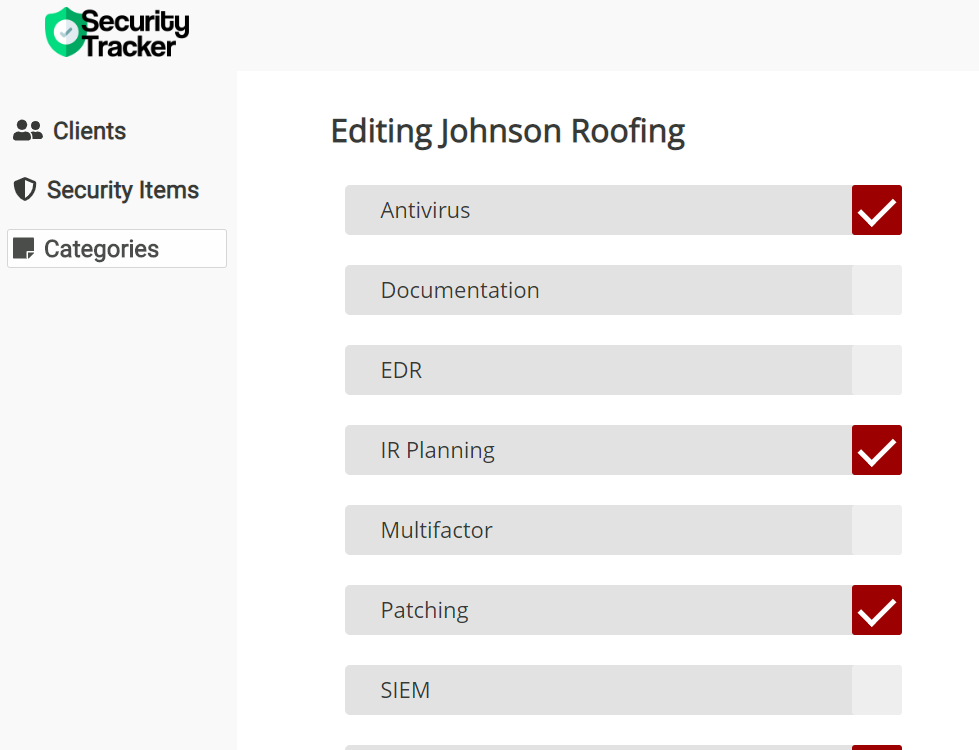 Security
Tracker
Clients
Security Items
Categories
Editing Johnson Roofing
Antivirus
Documentation
EDR
IR Planning
Multifactor
Patching
SIEM